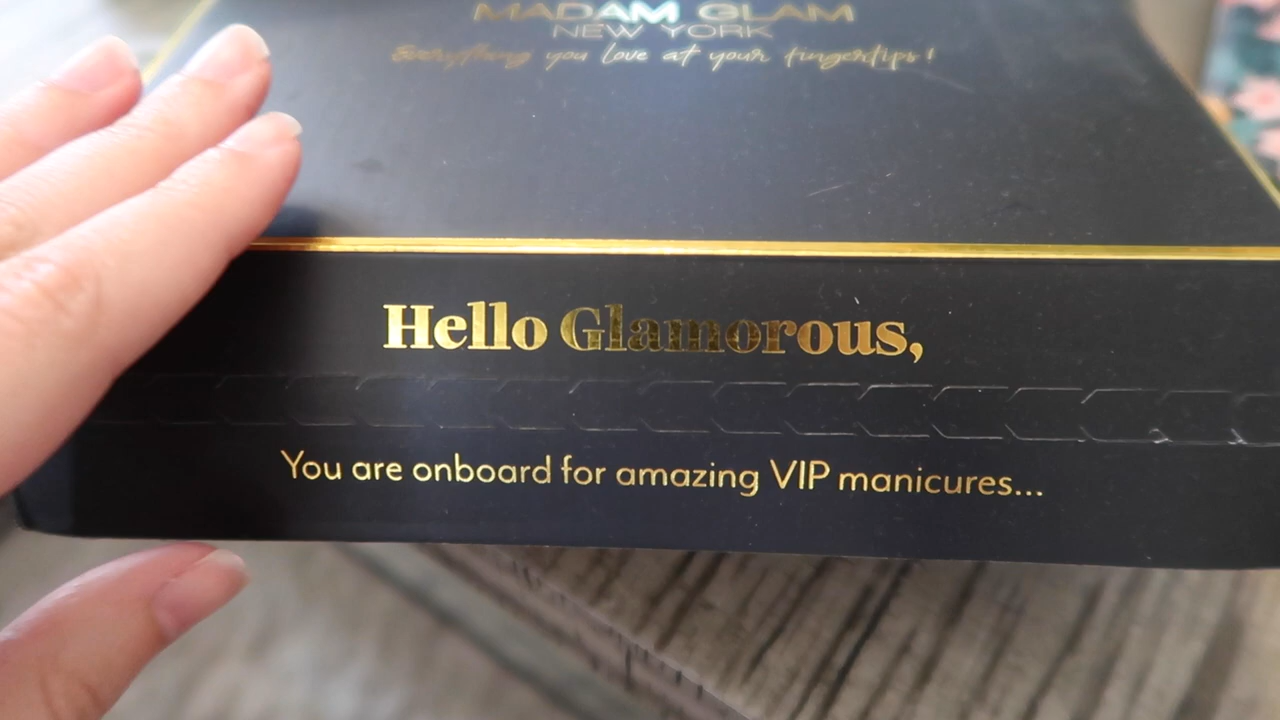 MADAM GLAM
NEW YORK
Everything you love at your fingertips!
Hello Glamorous,
You are onboard for amazing VIP manicures...